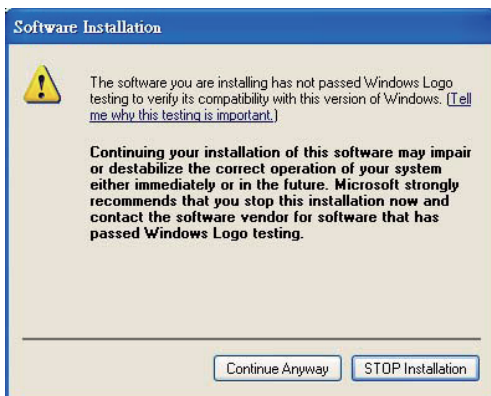 Software Installation
The software you are installing has not passed Windows Logo
testing to verify its compatibility with this version of Windows. (Tell
me why this testing is important.)
Continuing your installation of this software may impair
or destabilize the correct operation of your system
either immediately or in the future. Microsoft strongly
recommends that you stop this installation now and
contact the software vendor for software that has
passed Windows Logo testing.
Continue Anyway
STOP Installation